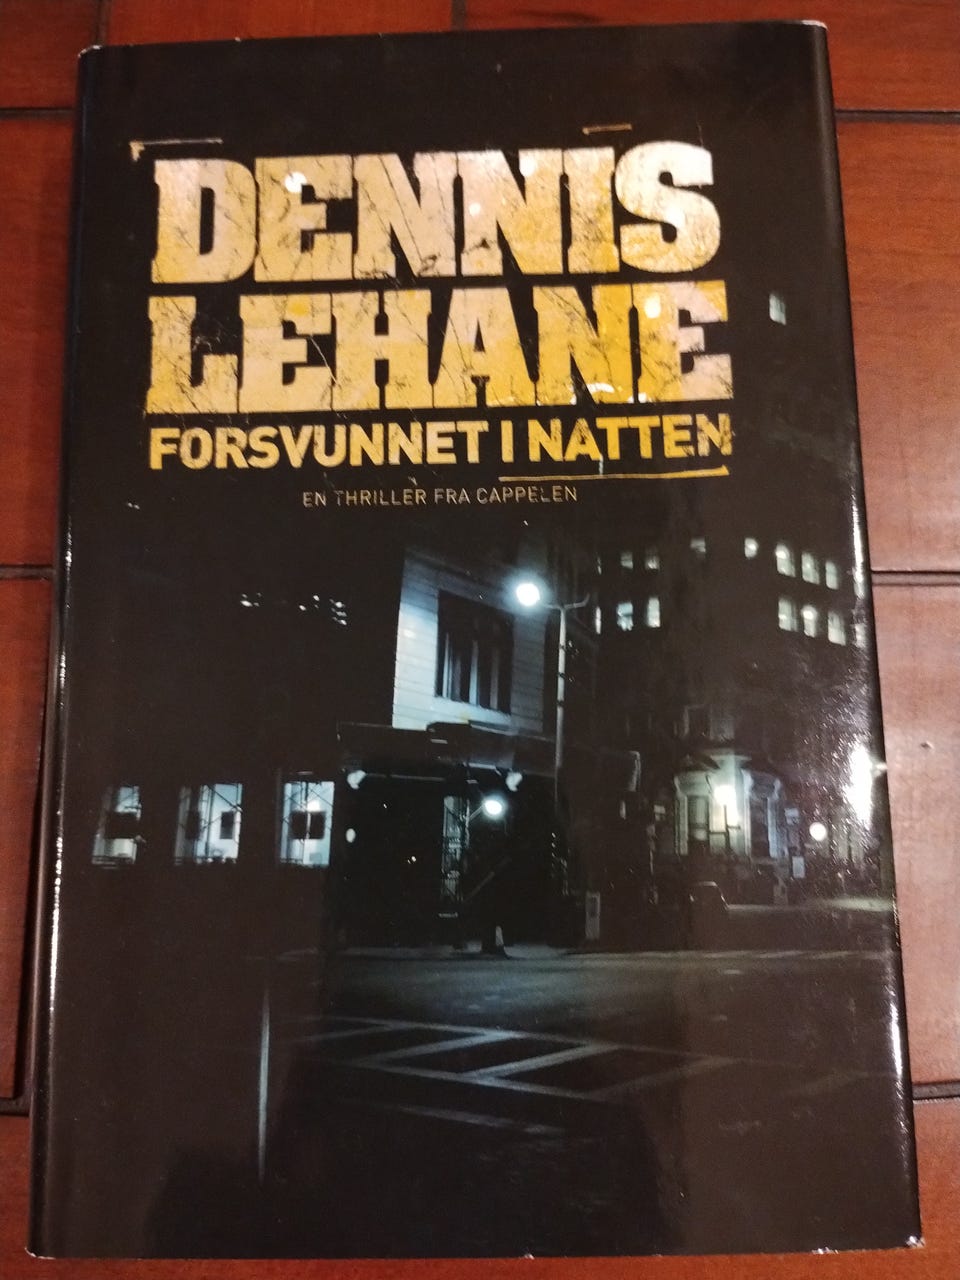 DENNIS
LEHANE
FORSVUNNET I NATTEN
EN THRILLER FRA CAPPELEN